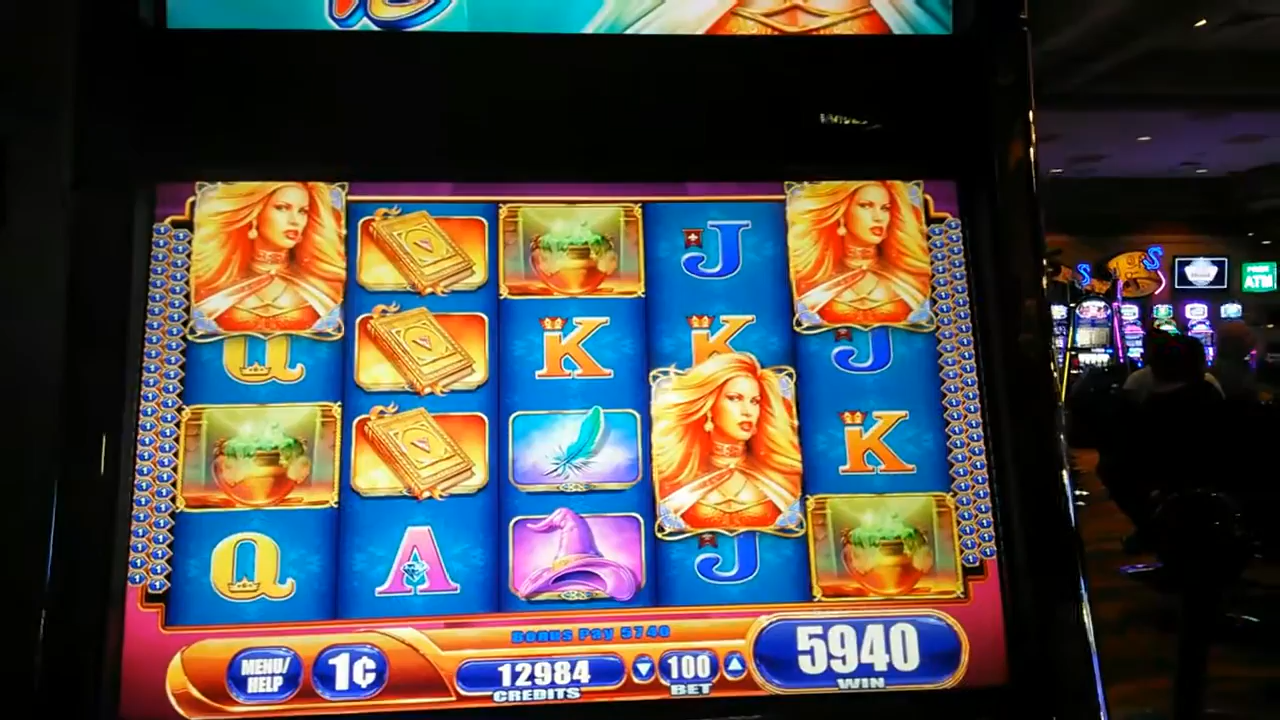 J
K
K
Q
J
K
Q
A
J
Bonus Pay 5740
MENU/
HELP
1¢
12984
CREDITS
100
BET
5940
WIN
ATM